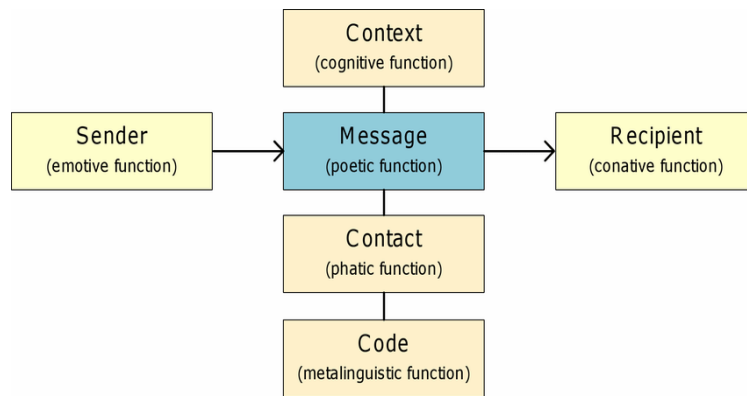 Context
(cognitive function)
Sender
(emotive function)
Message
(poetic function)
Recipient
(conative function)
Contact
(phatic function)
Code
(metalinguistic function)